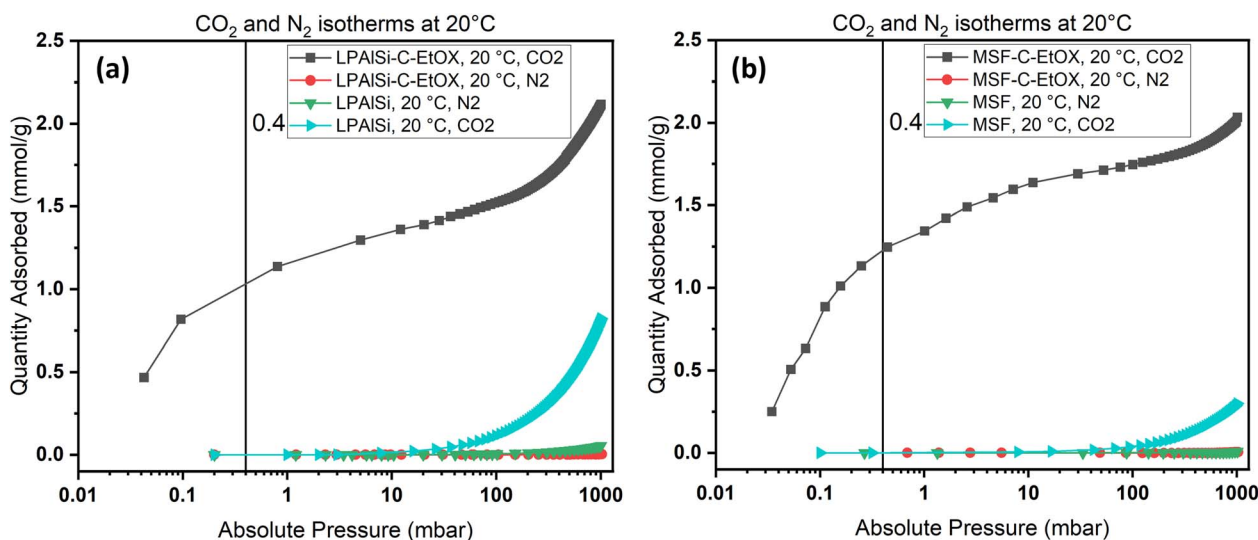 CO₂ and N₂ isotherms at 20°C
(a)
LPAlSi-C-EtOX, 20 °C, CO2
LPAlSi-C-EtOX, 20 °C, N2
LPAlSi, 20 °C, N2
LPAlSi, 20 °C, CO2
0.4
Quantity Adsorbed (mmol/g)
2.5
2.0
1.5
1.0
0.5
0.0
0.01 0.1 1 10 100 1000
Absolute Pressure (mbar)
CO₂ and N₂ isotherms at 20°C
(b)
MSF-C-EtOX, 20 °C, CO2
MSF-C-EtOX, 20 °C, N2
MSF, 20 °C, N2
MSF, 20 °C, CO2
0.4
Quantity Adsorbed (mmol/g)
2.5
2.0
1.5
1.0
0.5
0.0
0.01 0.1 1 10 100 1000
Absolute Pressure (mbar)